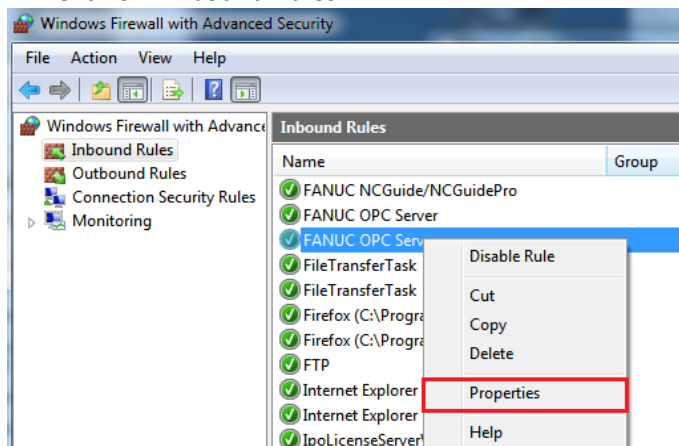 Windows Firewall with Advanced Security
File Action View Help
Windows Firewall with Advance
Inbound Rules
Outbound Rules
Connection Security Rules
Monitoring
Inbound Rules
Name Group
FANUC NCGuide/NCGuidePro
FANUC OPC Server
FANUC OPC Serv
FileTransferTask
FileTransferTask
Firefox (C:\Progra
Firefox (C:\Progra
FTP
Internet Explorer
Internet Explorer
IpoLicenseServer\
Disable Rule
Cut
Copy
Delete
Properties
Help